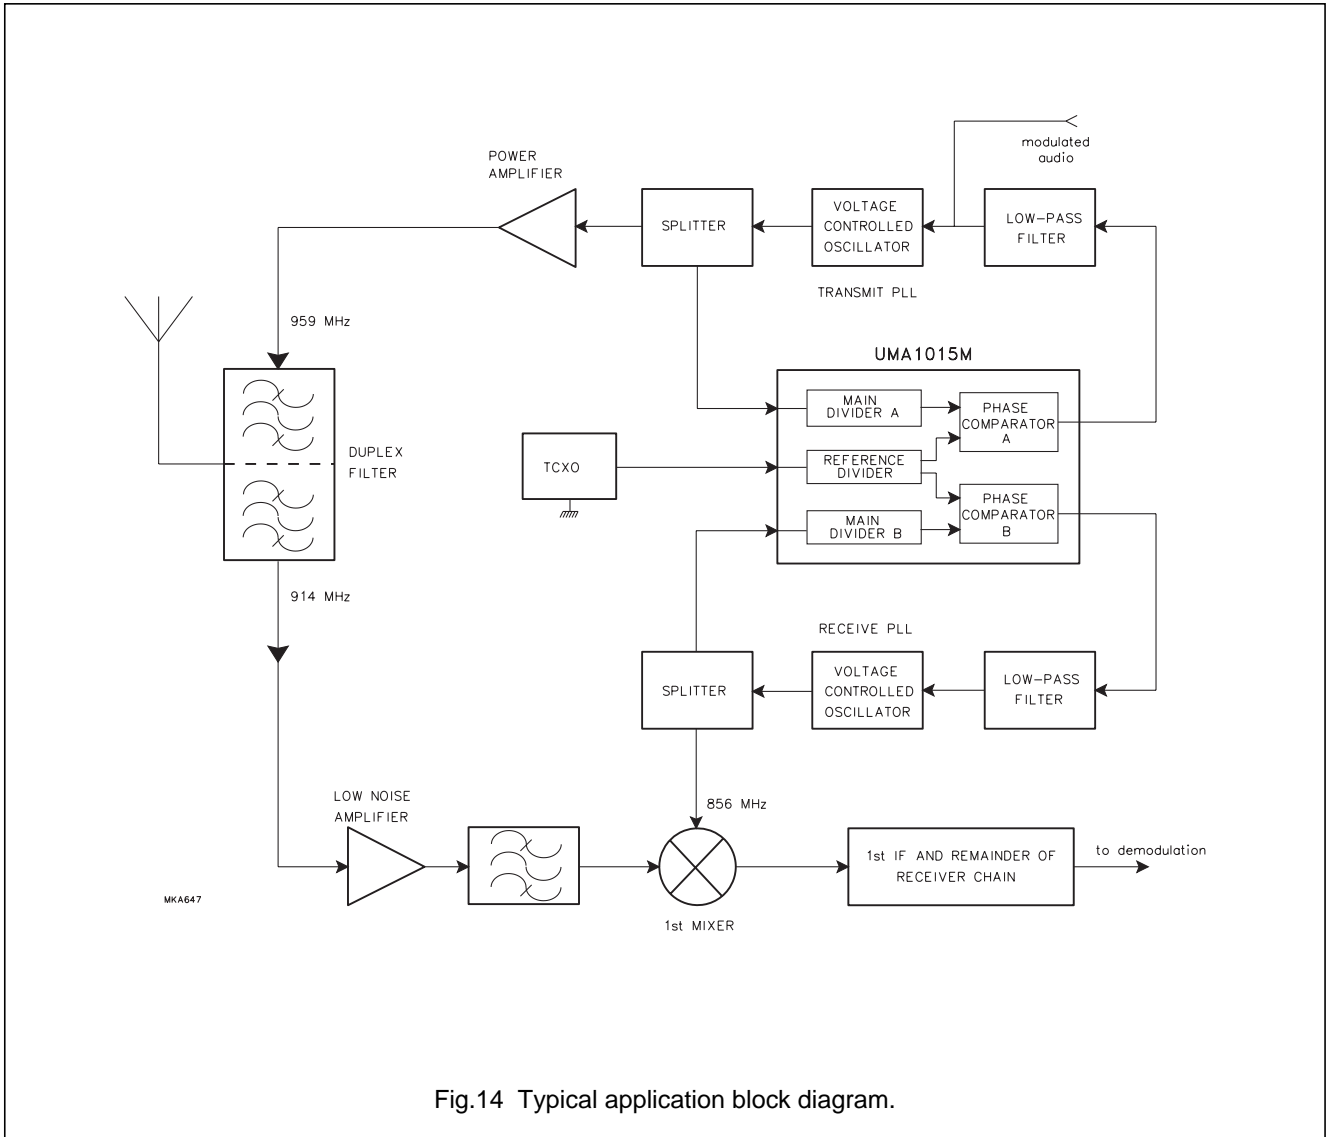 modulated
audio
POWER
AMPLIFIER
SPLITTER
VOLTAGE
CONTROLLED
OSCILLATOR
LOW-PASS
FILTER
TRANSMIT PLL
959 MHz
UMA1015M
MAIN
DIVIDER A
PHASE
COMPARATOR
A
DUPLEX
FILTER
TCXO
REFERENCE
DIVIDER
PHASE
COMPARATOR
B
MAIN
DIVIDER B
914 MHz
RECEIVE PLL
SPLITTER
VOLTAGE
CONTROLLED
OSCILLATOR
LOW-PASS
FILTER
LOW NOISE
AMPLIFIER
856 MHz
1st IF AND REMAINDER OF
RECEIVER CHAIN
to demodulation
MKA647
1st MIXER
Fig.14 Typical application block diagram.